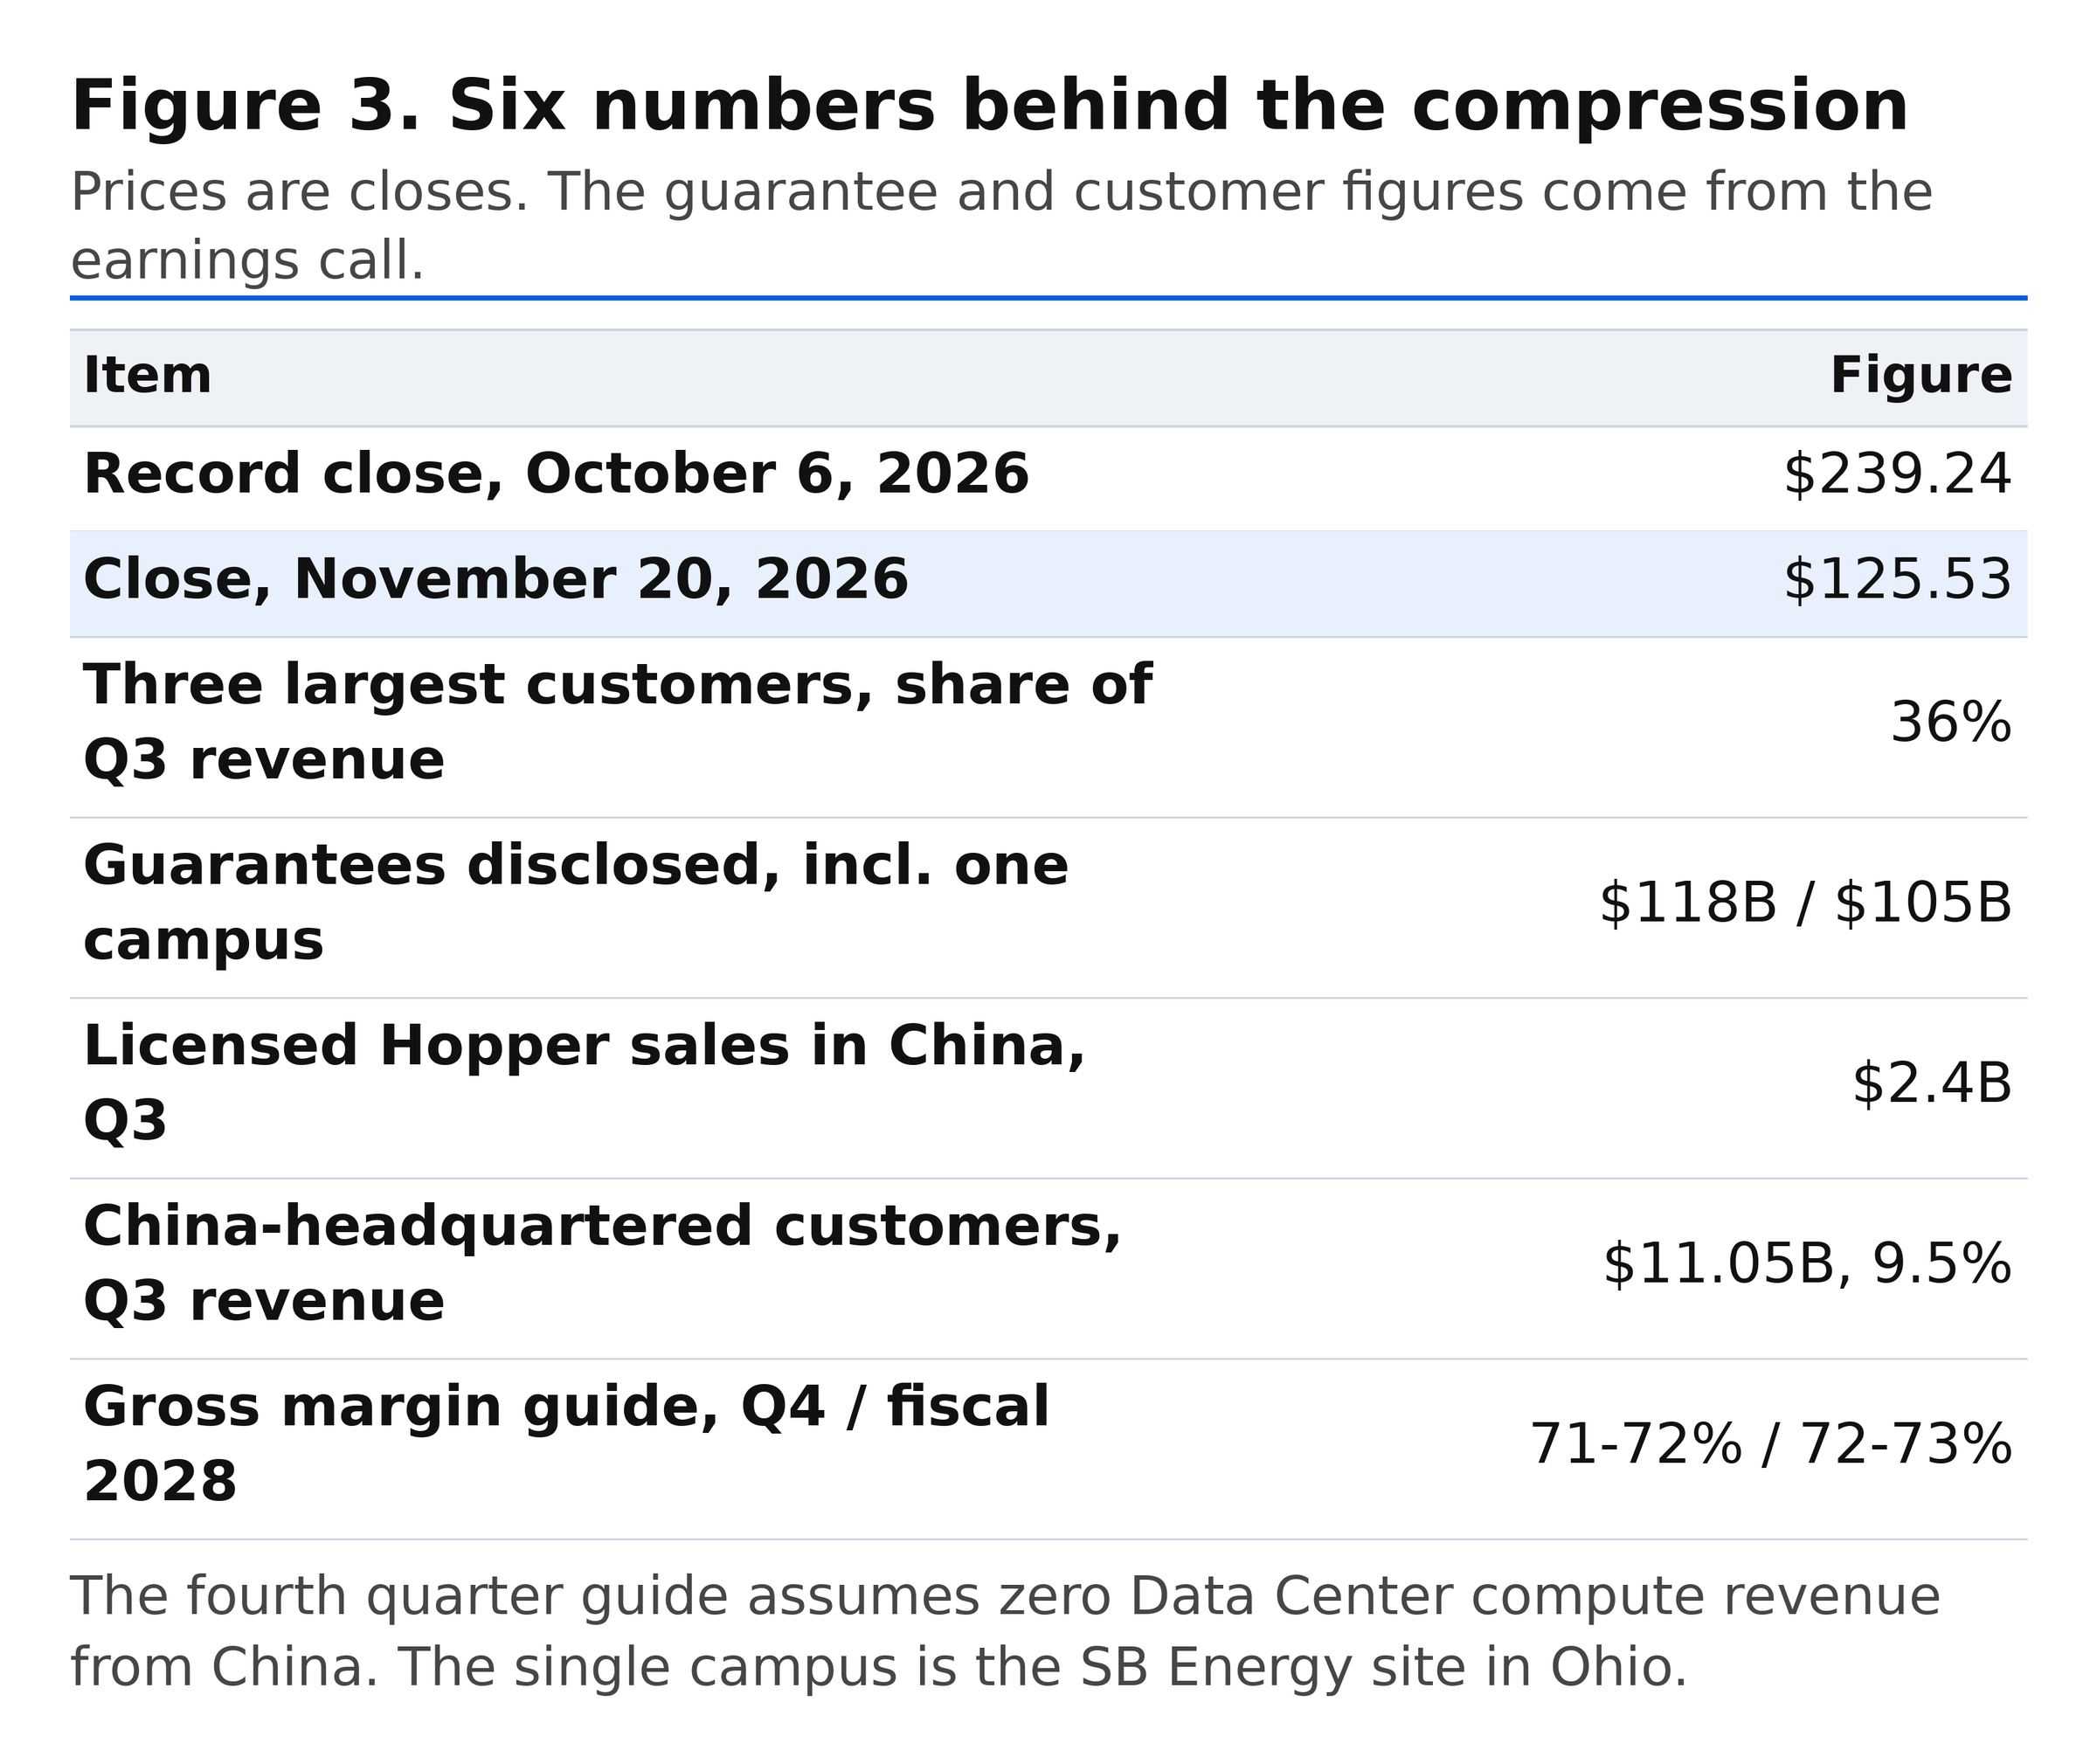 Figure 3. Six numbers behind the compression
Prices are closes. The guarantee and customer figures come from the
earnings call.
Item Figure
Record close, October 6, 2026 $239.24
Close, November 20, 2026 $125.53
Three largest customers, share of
Q3 revenue 36%
Guarantees disclosed, incl. one
campus $118B / $105B
Licensed Hopper sales in China,
Q3 $2.4B
China-headquartered customers,
Q3 revenue $11.05B, 9.5%
Gross margin guide, Q4 / fiscal
2028 71-72% / 72-73%
The fourth quarter guide assumes zero Data Center compute revenue
from China. The single campus is the SB Energy site in Ohio.